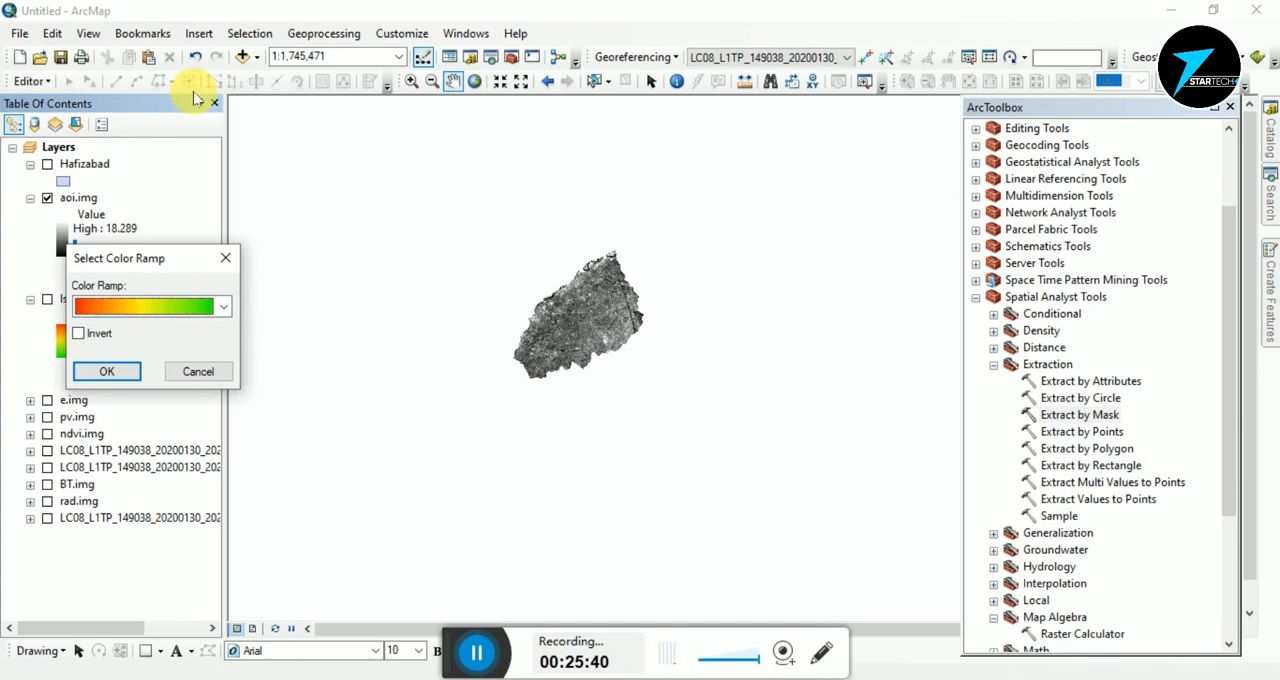 Untitled - ArcMap
File Edit View Bookmarks Insert Selection Geoprocessing Customize Windows Help
1:1,745,471
Georeferencing
LC08_L1TP_149038_20200130_
Geos
STARTECH
Editor
Table Of Contents
Layers
Hafizabad
aoi.img
Value
High : 18.289
Select Color Ramp
Color Ramp:
Invert
OK Cancel
e.img
pv.img
ndvi.img
LC08_L1TP_149038_20200130_202
LC08_L1TP_149038_20200130_202
BT.img
rad.img
LC08_L1TP_149038_20200130_202
ArcToolbox
Editing Tools
Geocoding Tools
Geostatistical Analyst Tools
Linear Referencing Tools
Multidimension Tools
Network Analyst Tools
Parcel Fabric Tools
Schematics Tools
Server Tools
Space Time Pattern Mining Tools
Spatial Analyst Tools
Conditional
Density
Distance
Extraction
Extract by Attributes
Extract by Circle
Extract by Mask
Extract by Points
Extract by Polygon
Extract by Rectangle
Extract Multi Values to Points
Extract Values to Points
Sample
Generalization
Groundwater
Hydrology
Interpolation
Local
Map Algebra
Raster Calculator
Math
Catalog
Search
Create Features
Drawing
A
Arial
10
B
Recording...
00:25:40